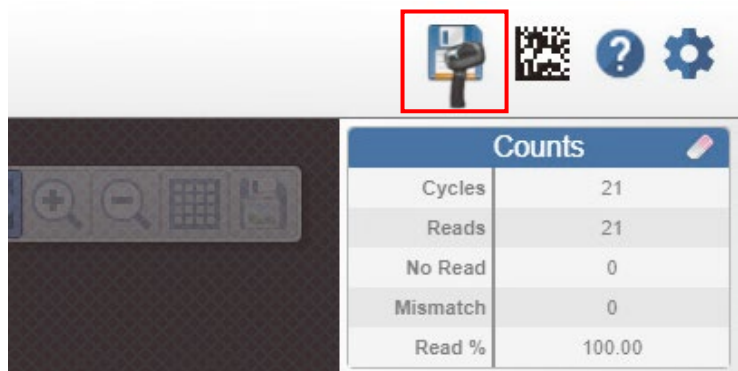 ?
Counts
Cycles 21
Reads 21
No Read 0
Mismatch 0
Read % 100.00